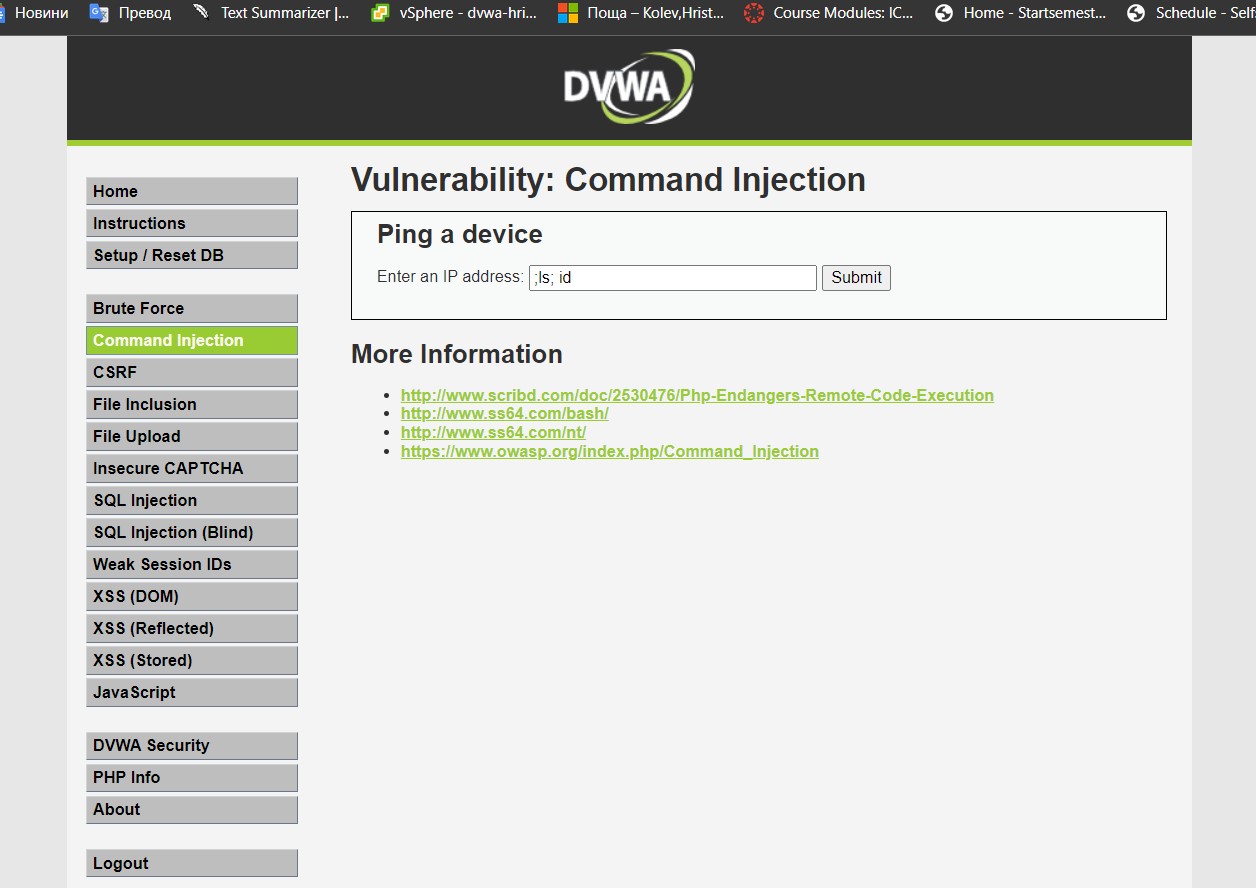 Новини Превод Text Summarizer |... vSphere - dvwa-hri... Поща – Kolev,Hrist... Course Modules: IC... Home - Startsemest... Schedule - Self
DVWA
Home
Instructions
Setup / Reset DB
Brute Force
Command Injection
CSRF
File Inclusion
File Upload
Insecure CAPTCHA
SQL Injection
SQL Injection (Blind)
Weak Session IDs
XSS (DOM)
XSS (Reflected)
XSS (Stored)
JavaScript
DVWA Security
PHP Info
About
Logout
Vulnerability: Command Injection
Ping a device
Enter an IP address: ;ls; id Submit
More Information
http://www.scribd.com/doc/2530476/Php-Endangers-Remote-Code-Execution
http://www.ss64.com/bash/
http://www.ss64.com/nt/
https://www.owasp.org/index.php/Command_Injection